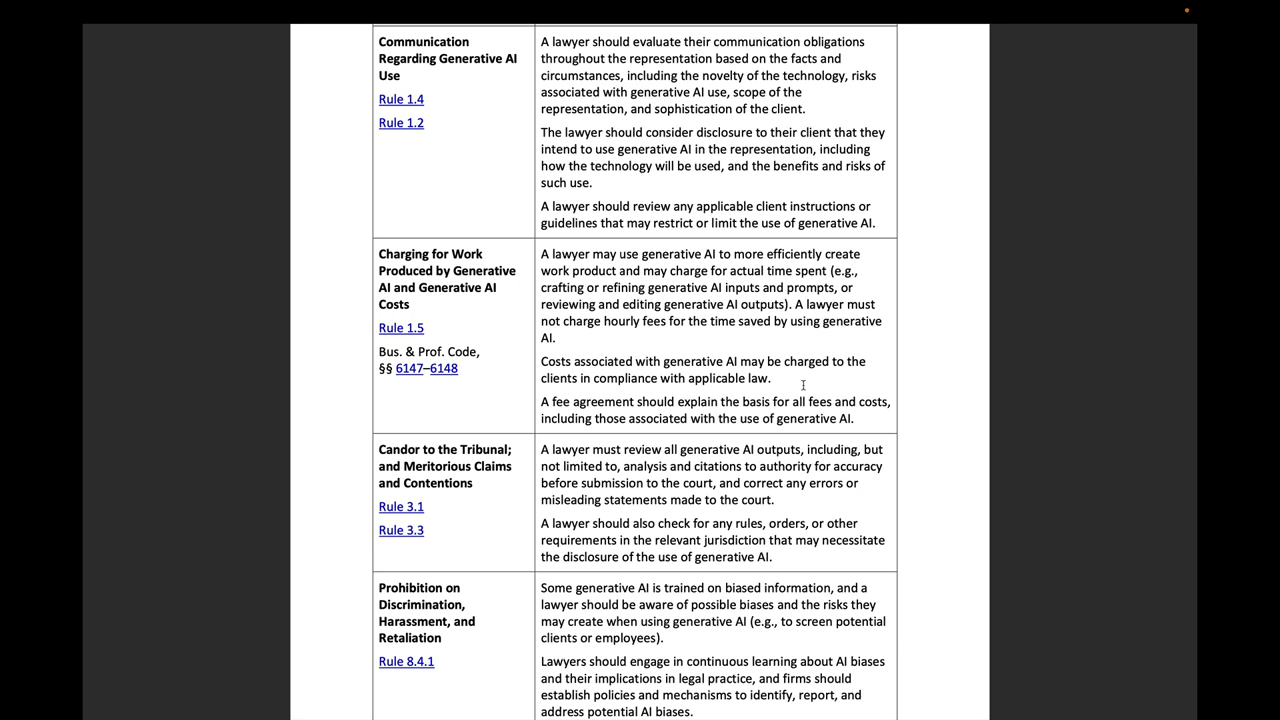 Communication
Regarding Generative AI
Use
Rule 1.4
Rule 1.2
A lawyer should evaluate their communication obligations
throughout the representation based on the facts and
circumstances, including the novelty of the technology, risks
associated with generative AI use, scope of the
representation, and sophistication of the client.
The lawyer should consider disclosure to their client that they
intend to use generative AI in the representation, including
how the technology will be used, and the benefits and risks of
such use.
A lawyer should review any applicable client instructions or
guidelines that may restrict or limit the use of generative AI.
Charging for Work
Produced by Generative
AI and Generative AI
Costs
Rule 1.5
Bus. & Prof. Code,
§§ 6147–6148
A lawyer may use generative AI to more efficiently create
work product and may charge for actual time spent (e.g.,
crafting or refining generative AI inputs and prompts, or
reviewing and editing generative AI outputs). A lawyer must
not charge hourly fees for the time saved by using generative
AI.
Costs associated with generative AI may be charged to the
clients in compliance with applicable law.
A fee agreement should explain the basis for all fees and costs,
including those associated with the use of generative AI.
Candor to the Tribunal;
and Meritorious Claims
and Contentions
Rule 3.1
Rule 3.3
A lawyer must review all generative AI outputs, including, but
not limited to, analysis and citations to authority for accuracy
before submission to the court, and correct any errors or
misleading statements made to the court.
A lawyer should also check for any rules, orders, or other
requirements in the relevant jurisdiction that may necessitate
the disclosure of the use of generative AI.
Prohibition on
Discrimination,
Harassment, and
Retaliation
Rule 8.4.1
Some generative AI is trained on biased information, and a
lawyer should be aware of possible biases and the risks they
may create when using generative AI (e.g., to screen potential
clients or employees).
Lawyers should engage in continuous learning about AI biases
and their implications in legal practice, and firms should
establish policies and mechanisms to identify, report, and
address potential AI biases.